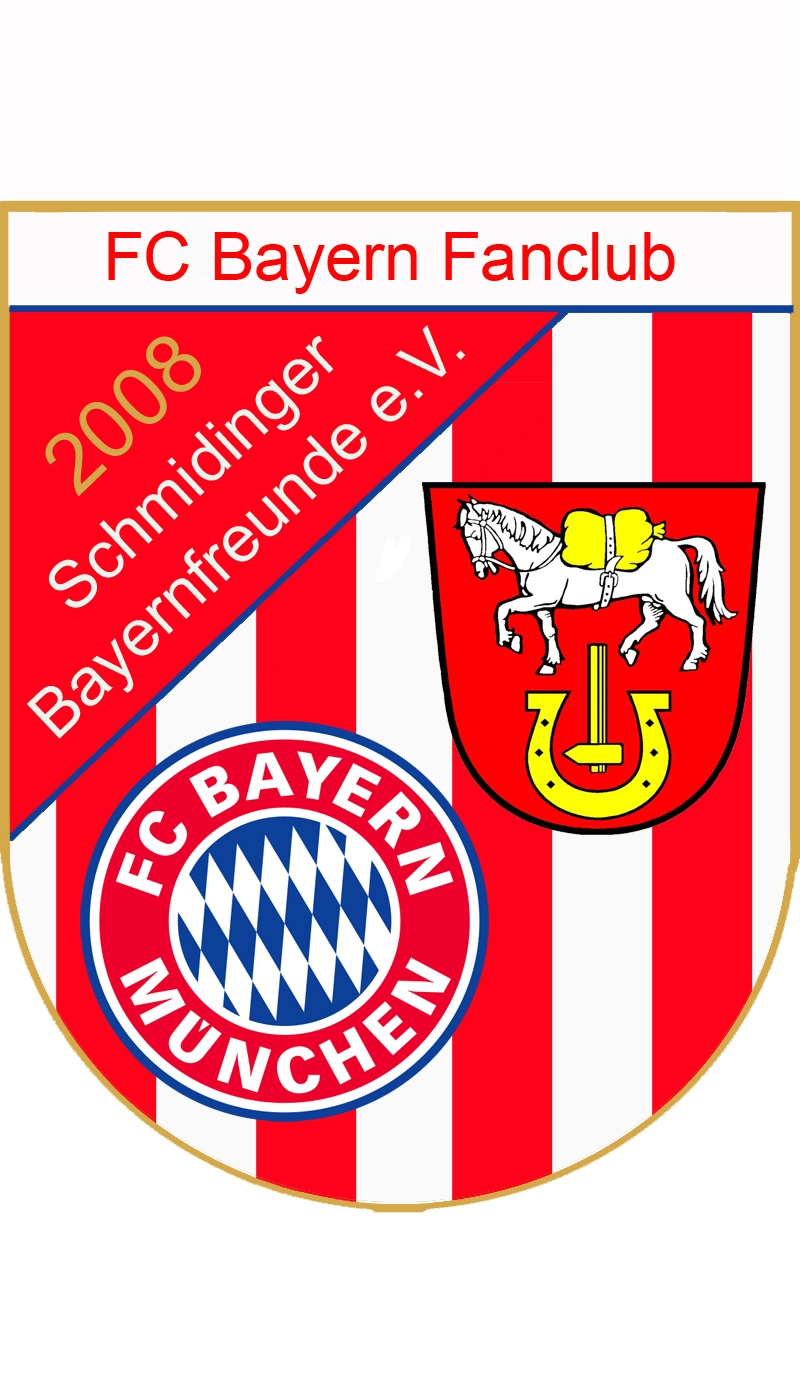 FC Bayern Fanclub
2008
Schmidinger
Bayernfreunde e.V.
FC BAYERN
MÜNCHEN